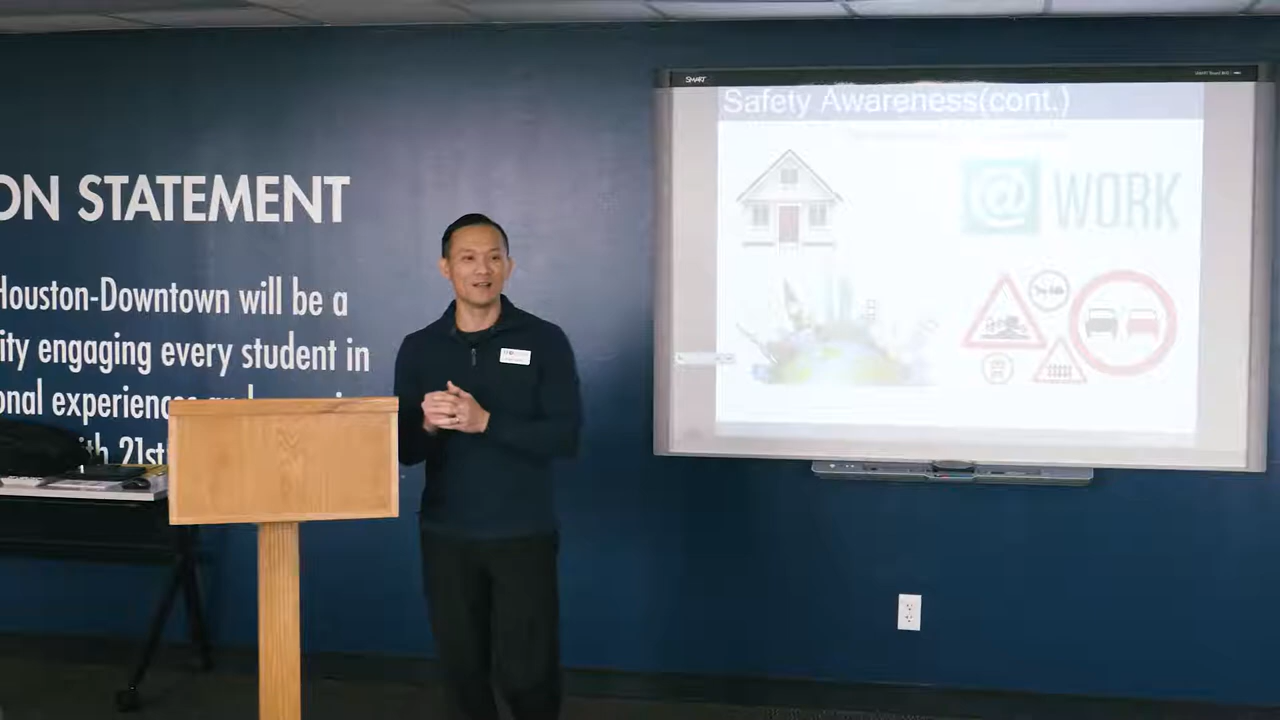 ON STATEMENT
Houston-Downtown will be a
ity engaging every student in
onal experiences
th 21st
SMART
Safety Awareness(cont.)
@ WORK